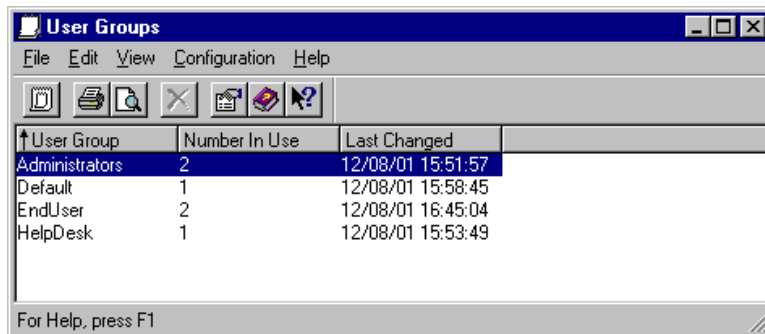 User Groups
File Edit View Configuration Help
User Group Number In Use Last Changed
Administrators 2 12/08/01 15:51:57
Default 1 12/08/01 15:58:45
EndUser 2 12/08/01 16:45:04
HelpDesk 1 12/08/01 15:53:49
For Help, press F1